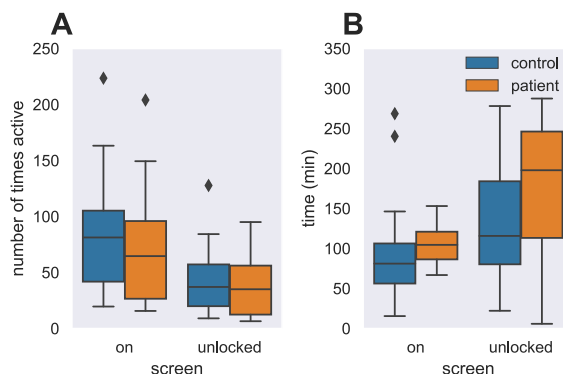 A
250
200
150
100
50
0
number of times active
on
unlocked
screen
B
350
300
250
200
150
100
50
0
time (min)
control
patient
on
unlocked
screen